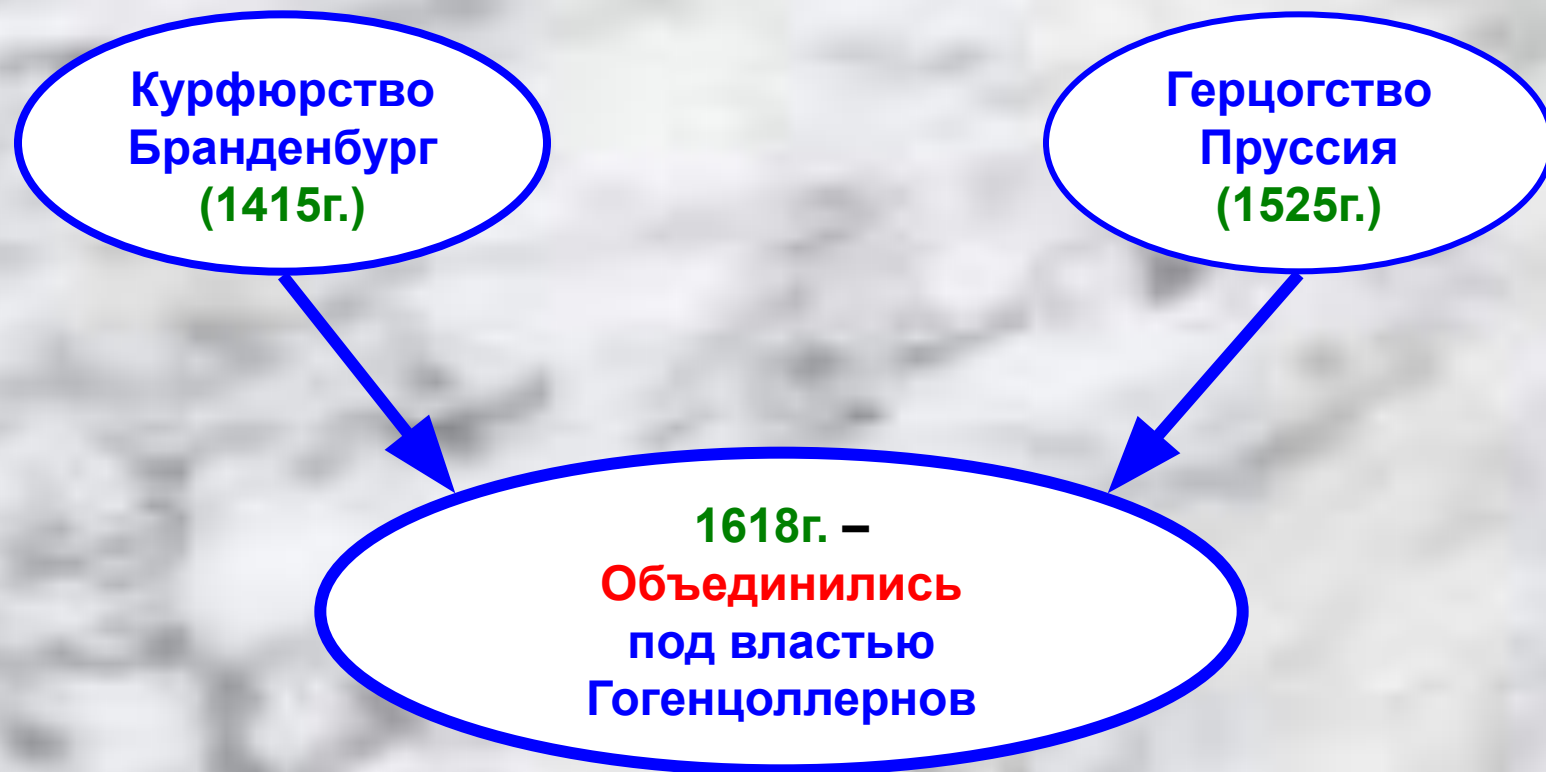 Курфюрство
Бранденбург
(1415г.)
Герцогство
Пруссия
(1525г.)
1618г. –
Объединились
под властью
Гогенцоллернов